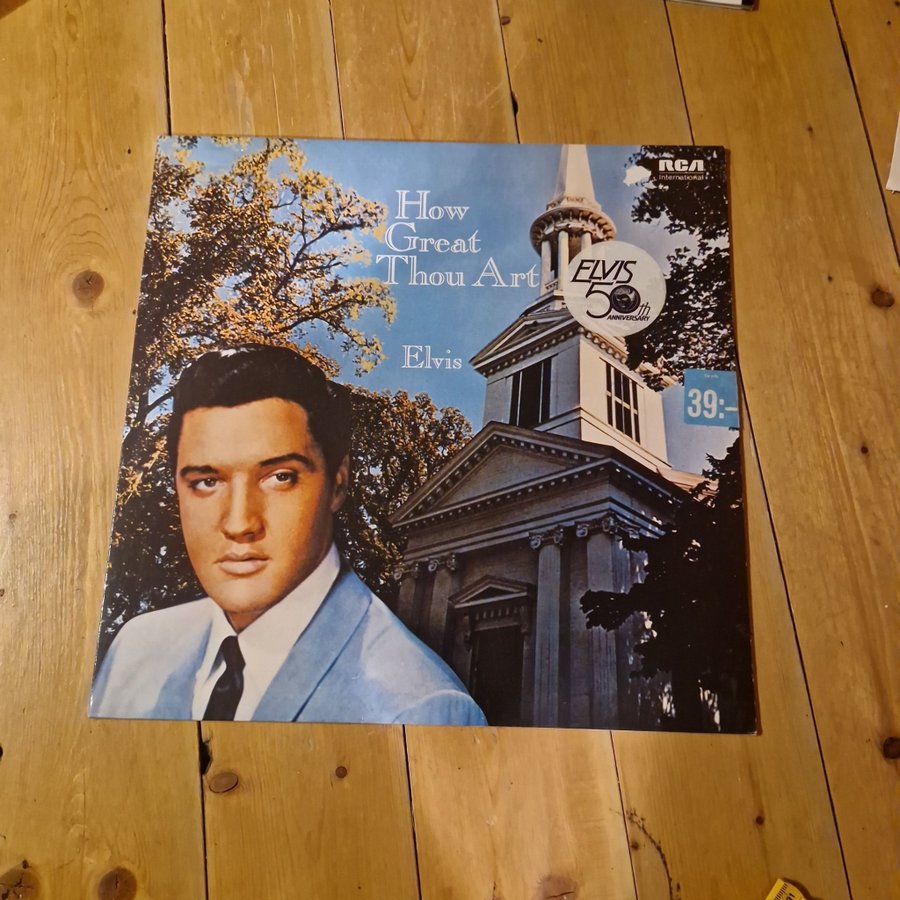 RCA
International
How
Great
Thou Art
ELVIS
50th
ANNIVERSARY
Elvis
39:-